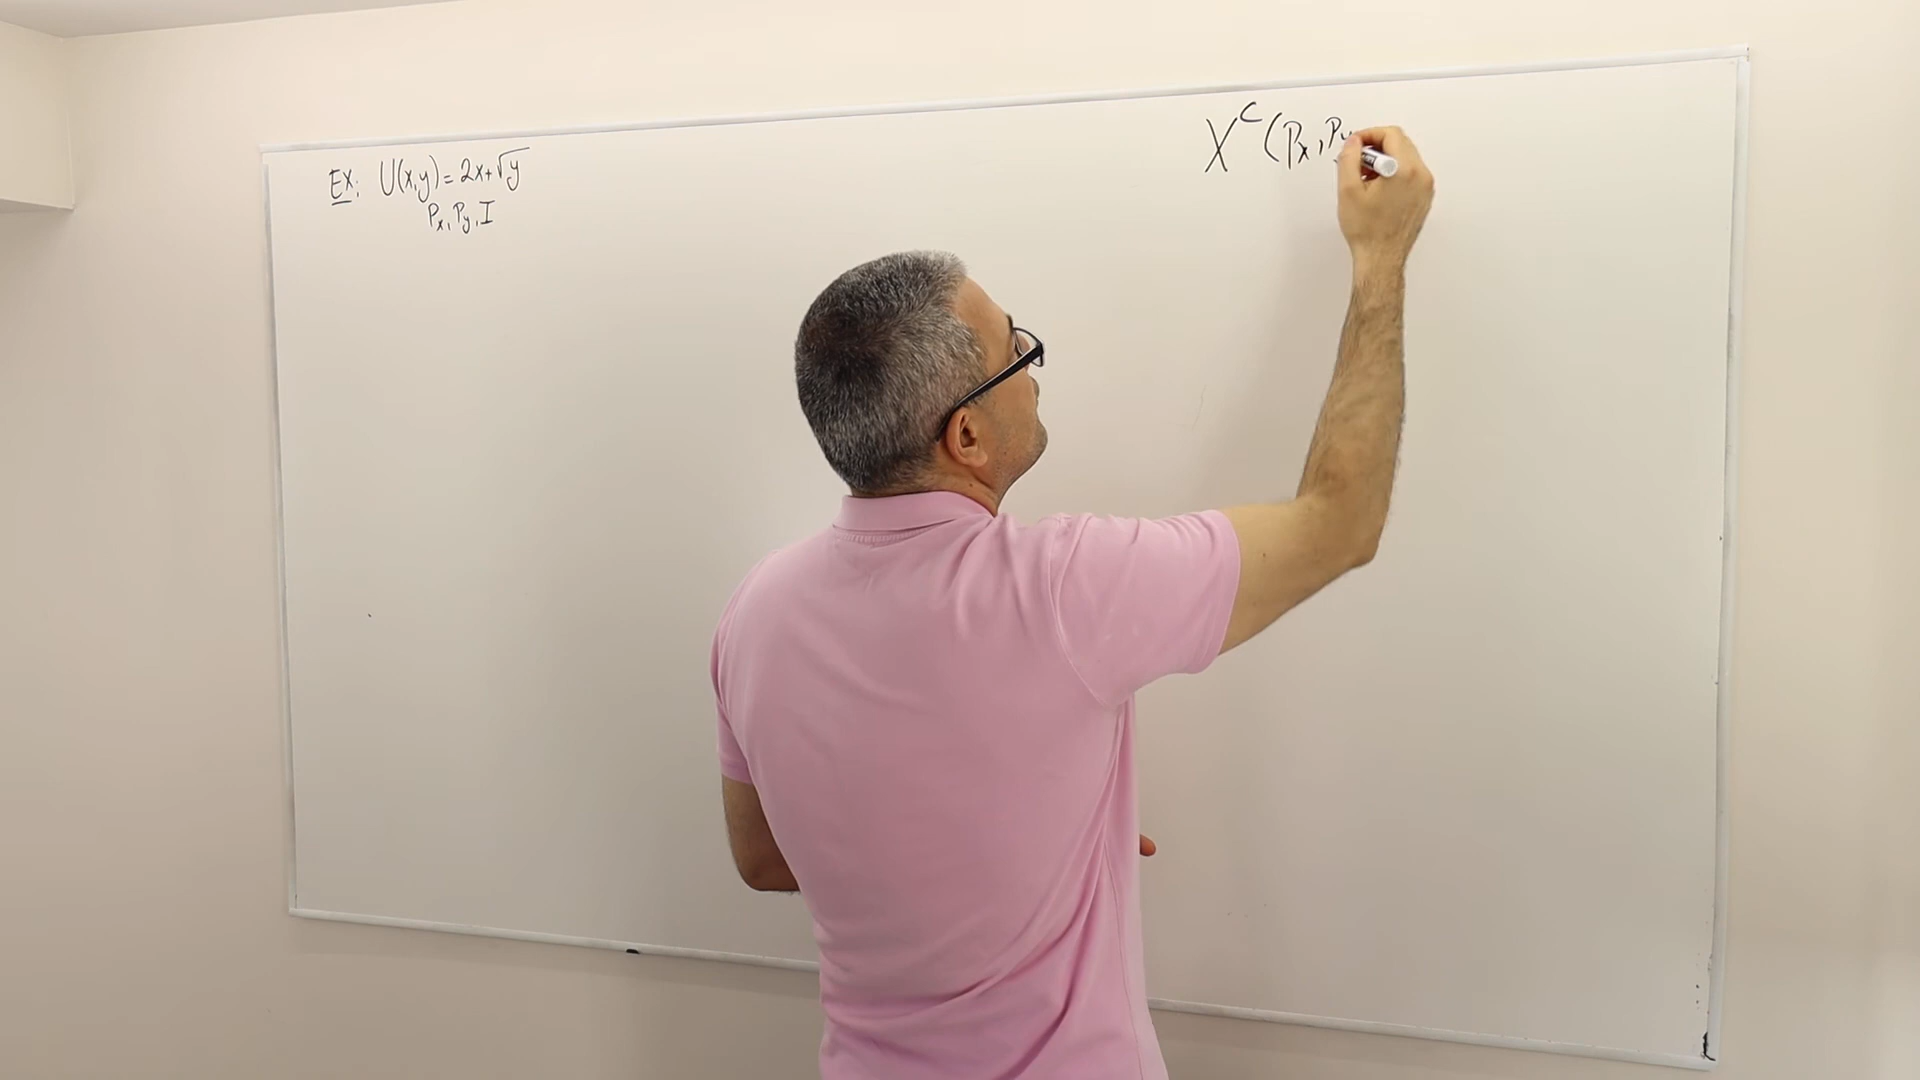 Ex: U(x,y) = 2x+√y
Px, Py, I
X^c (Px, Py